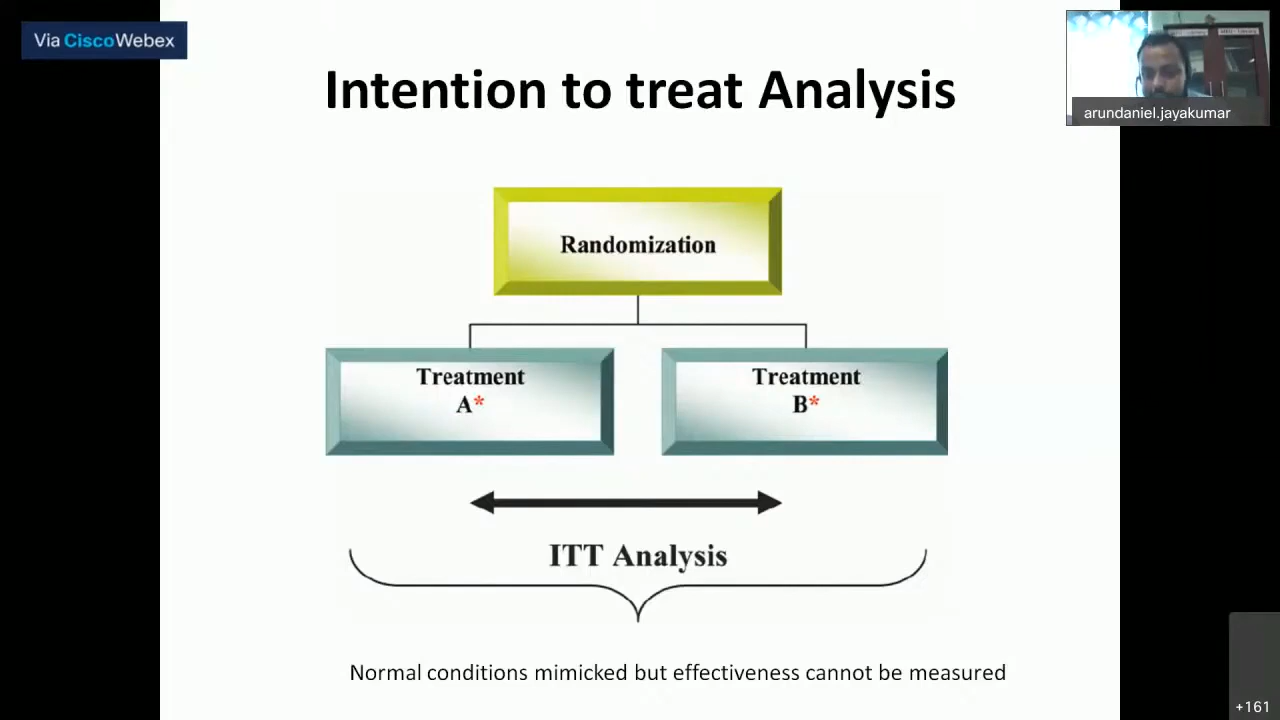 Via CiscoWebex
Intention to treat Analysis
arundaniel.jayakumar
Randomization
Treatment
A*
Treatment
B*
ITT Analysis
Normal conditions mimicked but effectiveness cannot be measured
+161